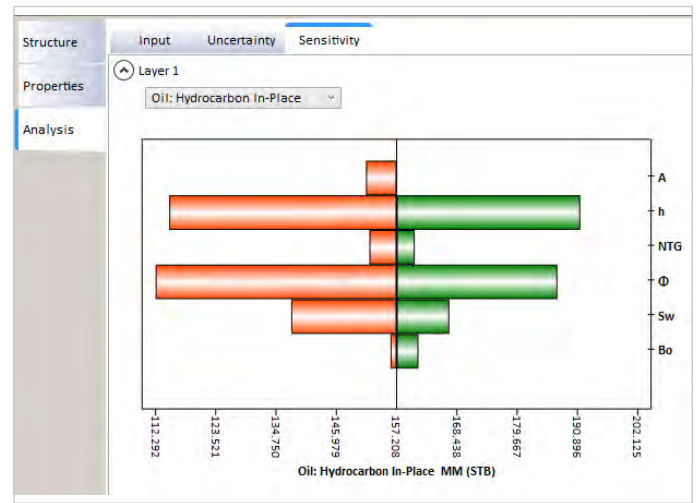 Structure
Properties
Analysis
Input Uncertainty Sensitivity
Layer 1
Oil: Hydrocarbon In-Place
A
h
NTG
Φ
Sw
Bo
112.292
123.521
134.750
145.979
157.208
168.438
179.667
190.896
202.125
Oil: Hydrocarbon In-Place MM (STB)